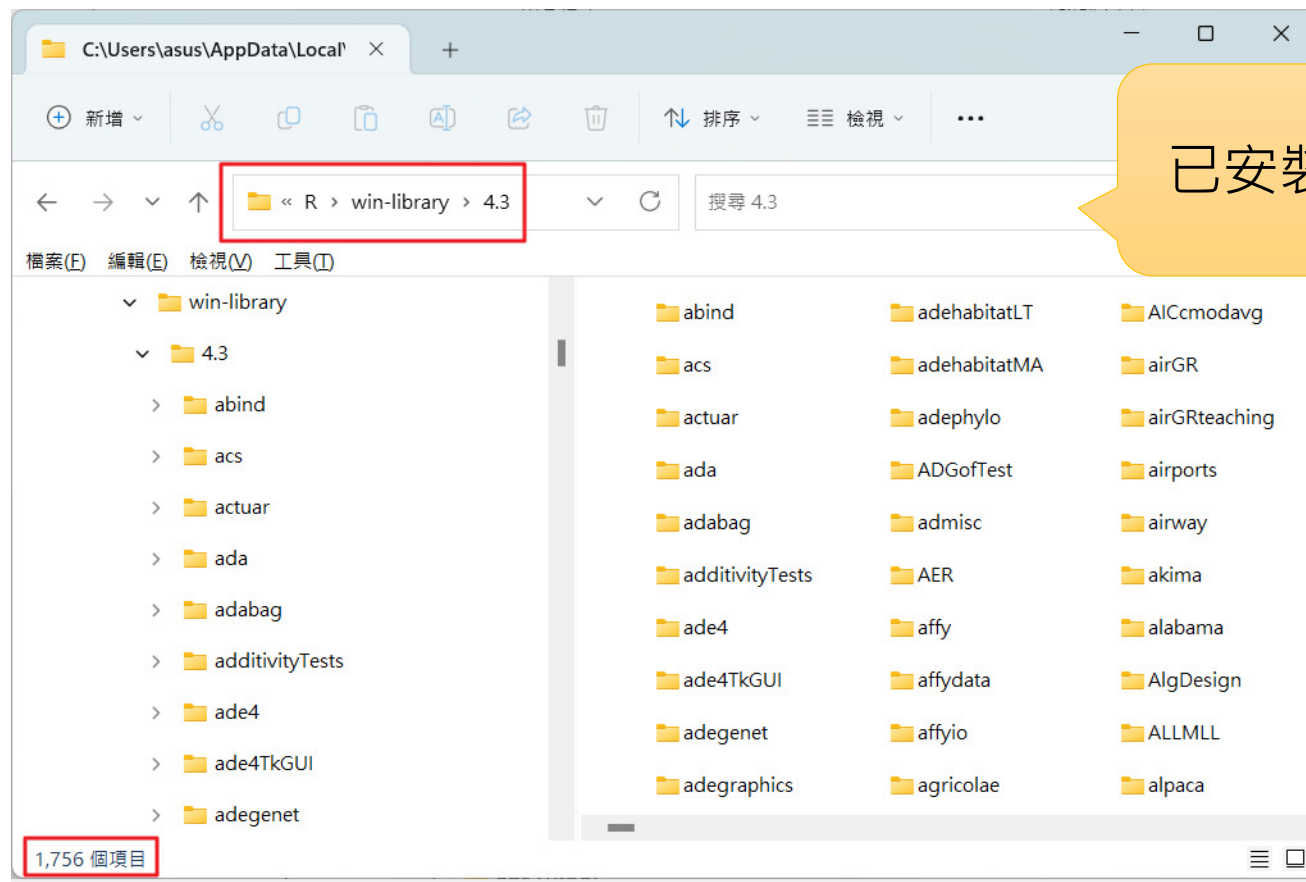 C:\Users\asus\AppData\Local\
新增
排序
檢視
已安裝
« R › win-library › 4.3
搜尋 4.3
檔案(F) 編輯(E) 檢視(V) 工具(T)
win-library
4.3
abind
acs
actuar
ada
adabag
additivityTests
ade4
ade4TkGUI
adegenet
abind
acs
actuar
ada
adabag
additivityTests
ade4
ade4TkGUI
adegenet
adegraphics
adehabitatLT
adehabitatMA
adephylo
ADGofTest
admisc
AER
affy
affydata
affyio
agricolae
AICcmodavg
airGR
airGRteaching
airports
airway
akima
alabama
AlgDesign
ALLMLL
alpaca
1,756 個項目